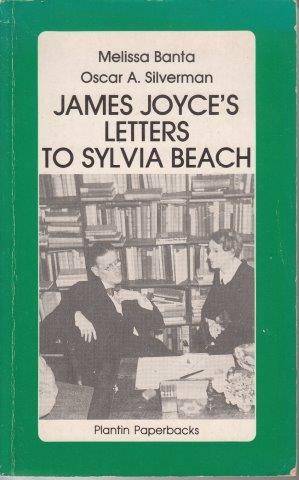 Melissa Banta
Oscar A. Silverman
JAMES JOYCE'S
LETTERS
TO SYLVIA BEACH
Plantin Paperbacks